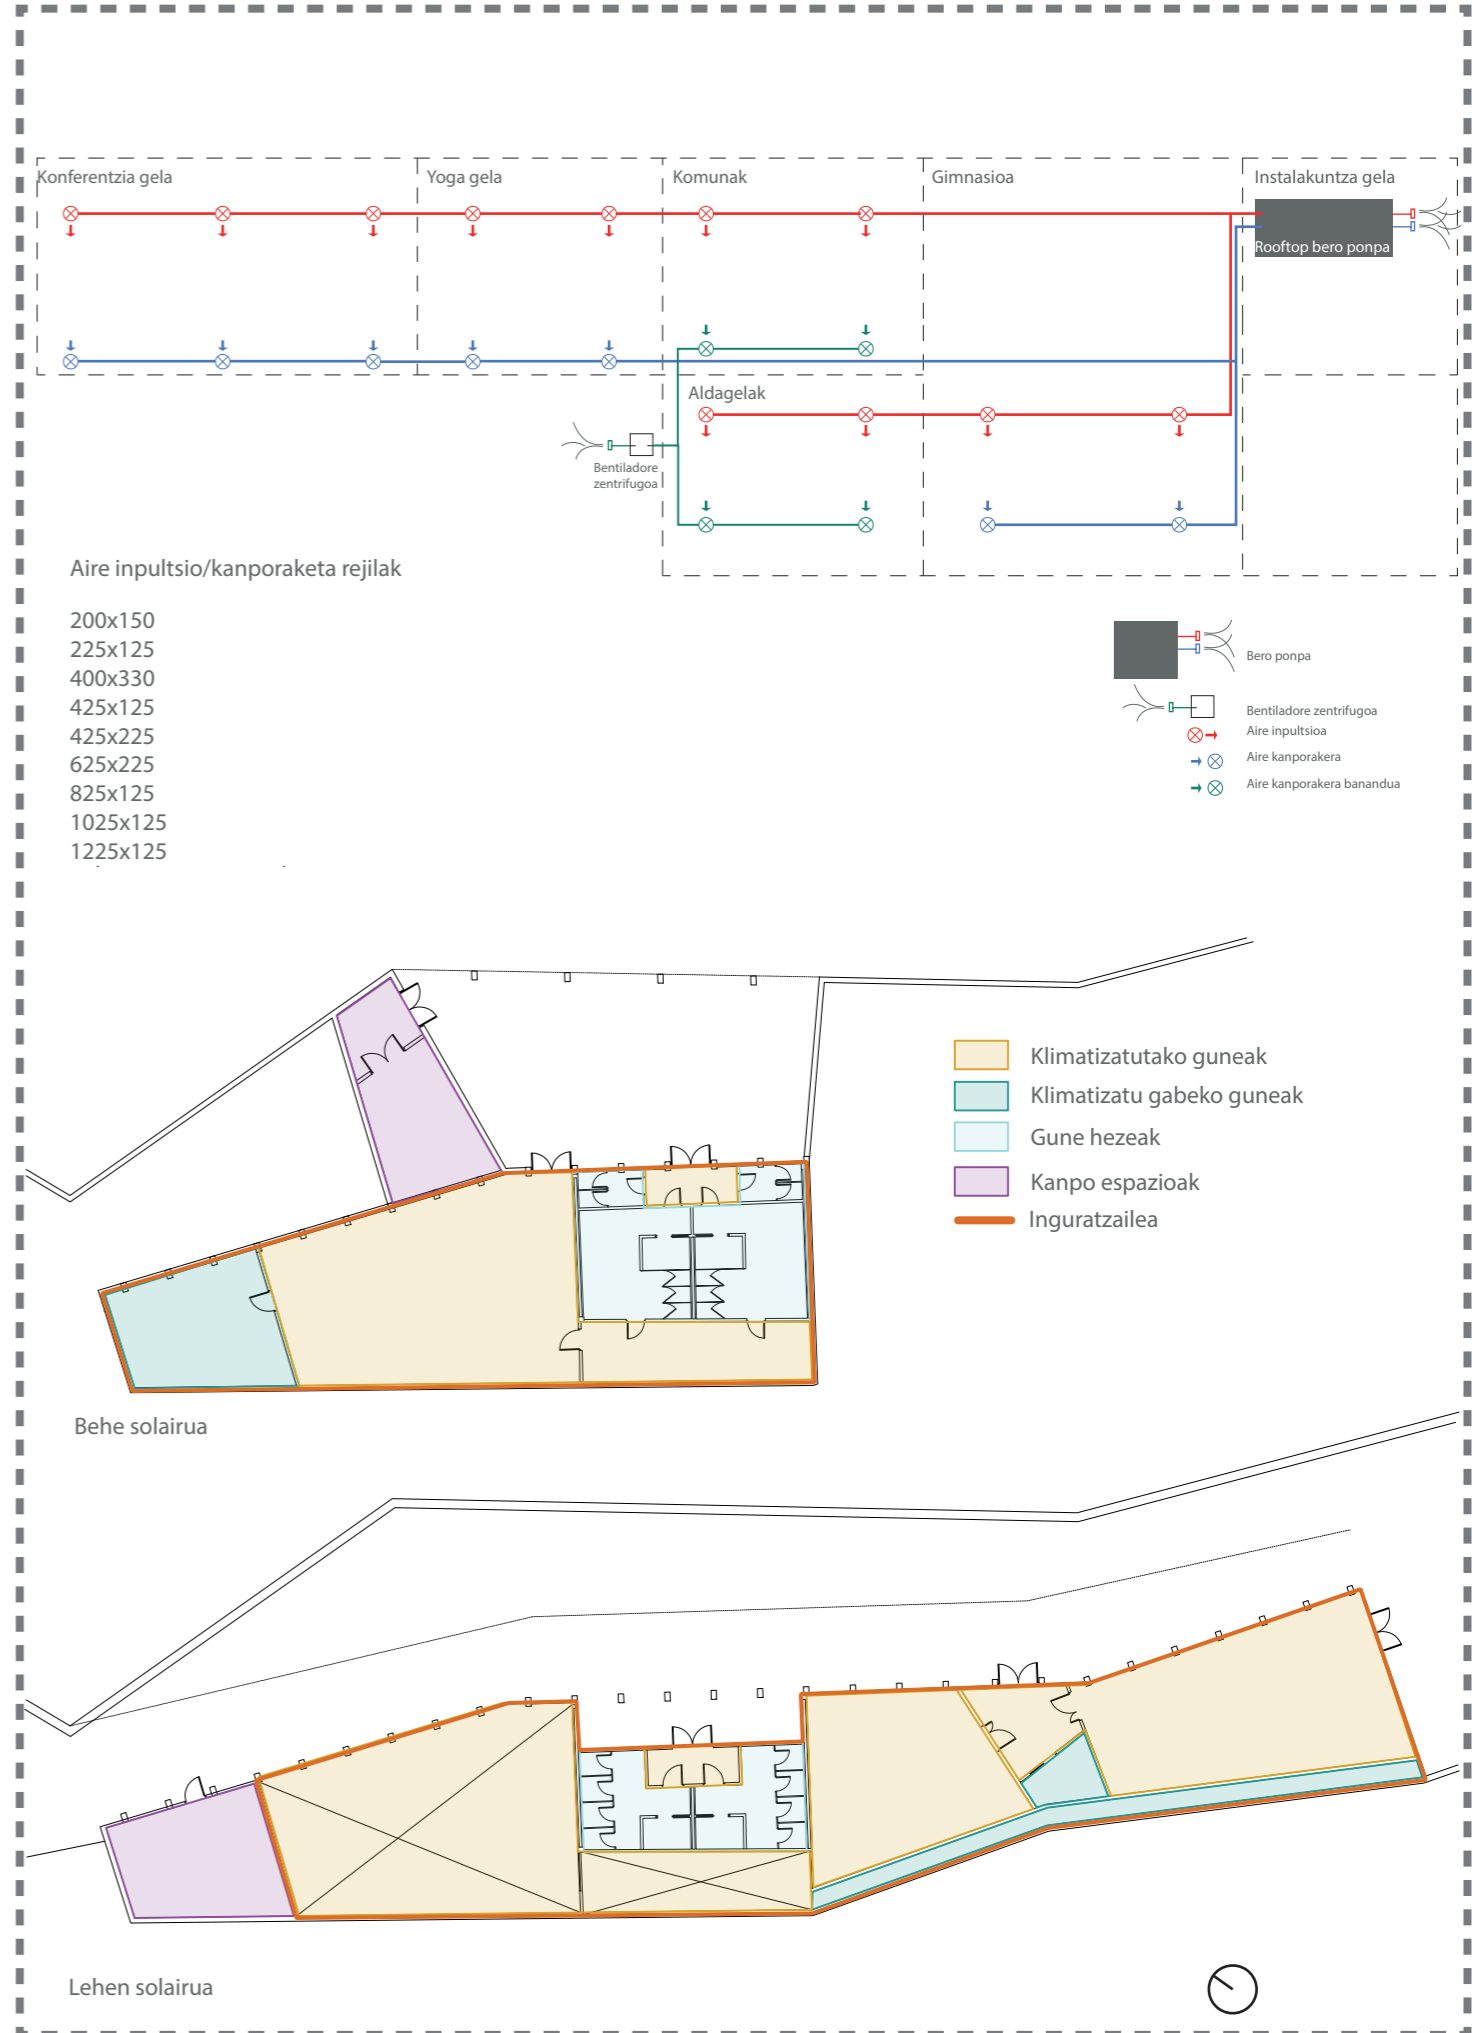 Konferentzia gela
Yoga gela
Komunak
Gimnasioa
Instalakuntza gela
Rooftop bero ponpa
Aldagelak
Bentiladore
zentrifugoa
Aire inpultsio/kanporaketa rejilak
200x150
225x125
400x330
425x125
425x225
625x225
825x125
1025x125
1225x125
Bero ponpa
Bentiladore zentrifugoa
Aire inpultsioa
Aire kanporakera
Aire kanporakera banandua
Klimatizatutako guneak
Klimatizatu gabeko guneak
Gune hezeak
Kanpo espazioak
Inguratzailea
Behe solairua
Lehen solairua